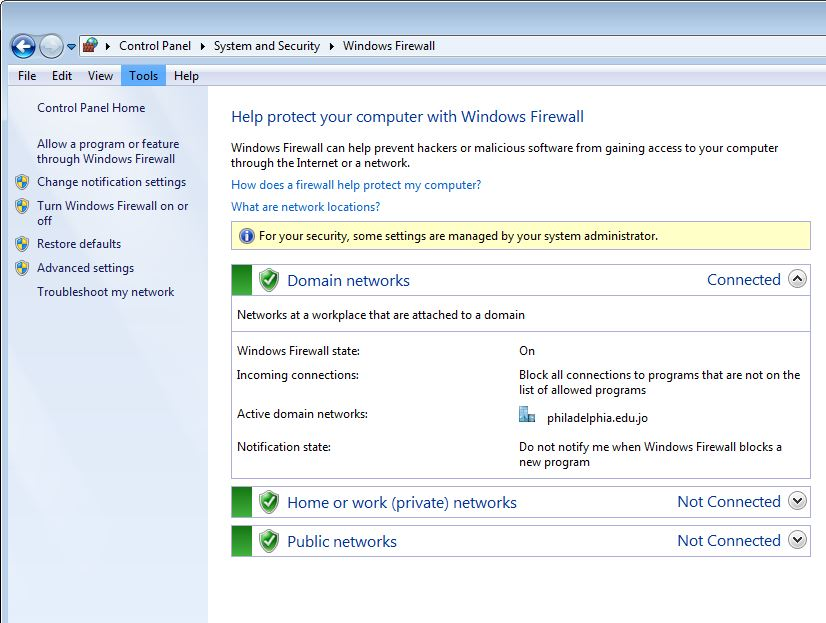 Control Panel System and Security Windows Firewall
File Edit View Tools Help
Control Panel Home
Allow a program or feature
through Windows Firewall
Change notification settings
Turn Windows Firewall on or
off
Restore defaults
Advanced settings
Troubleshoot my network
Help protect your computer with Windows Firewall
Windows Firewall can help prevent hackers or malicious software from gaining access to your computer
through the Internet or a network.
How does a firewall help protect my computer?
What are network locations?
For your security, some settings are managed by your system administrator.
Domain networks Connected
Networks at a workplace that are attached to a domain
Windows Firewall state: On
Incoming connections: Block all connections to programs that are not on the
list of allowed programs
Active domain networks: philadelphia.edu.jo
Notification state: Do not notify me when Windows Firewall blocks a
new program
Home or work (private) networks Not Connected
Public networks Not Connected